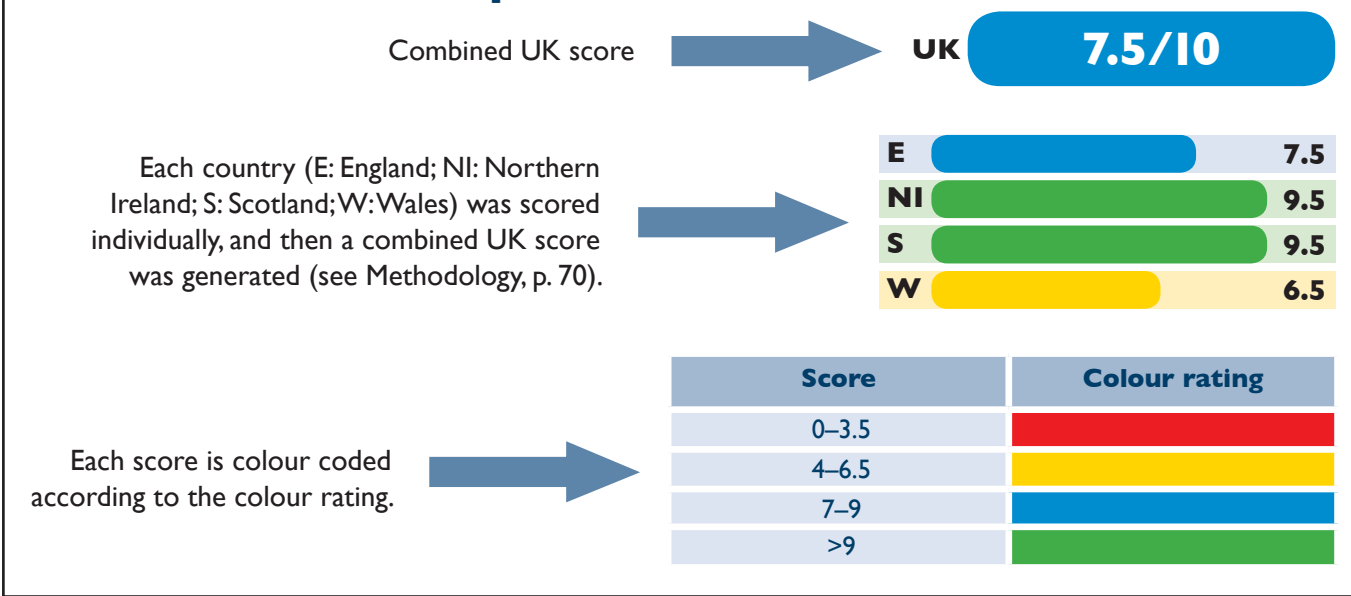 Combined UK score
UK 7.5/10
Each country (E: England; NI: Northern
Ireland; S: Scotland; W: Wales) was scored
individually, and then a combined UK score
was generated (see Methodology, p. 70).
E 7.5
NI 9.5
S 9.5
W 6.5
Each score is colour coded
according to the colour rating.
Score Colour rating
0–3.5
4–6.5
7–9
>9